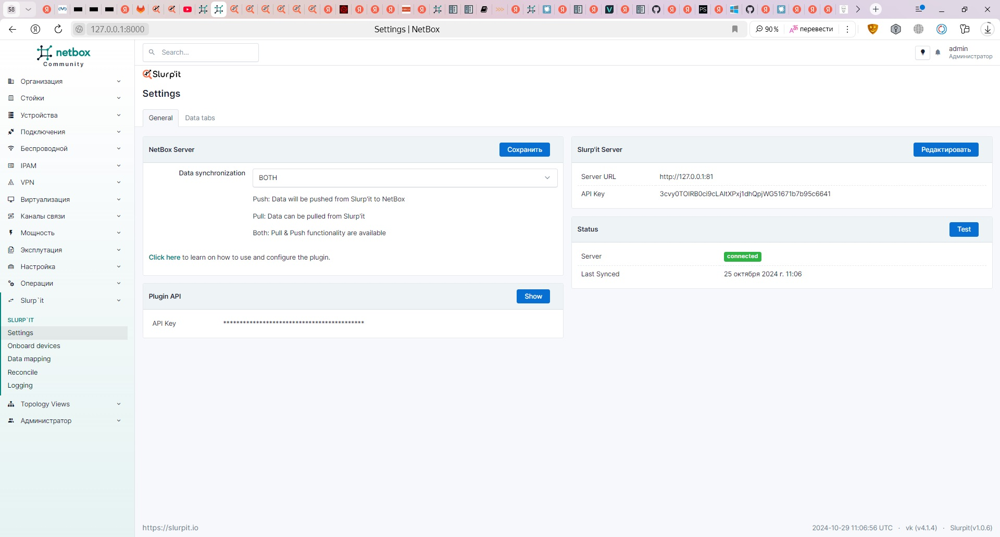 58
127.0.0.1:8000
Settings | NetBox
90 %
перевести
netbox
Community
Search...
admin
Администратор
Организация
Стойки
Устройства
Подключения
Беспроводной
IPAM
VPN
Виртуализация
Каналы связи
Мощность
Эксплутация
Настройка
Операции
Slurp`it
SLURP`IT
Settings
Onboard devices
Data mapping
Reconcile
Logging
Topology Views
Администратор
Slurp'it
Settings
General
Data tabs
NetBox Server
Сохранить
Data synchronization
BOTH
Push: Data will be pushed from Slurp'it to NetBox
Pull: Data can be pulled from Slurp'it
Both: Pull & Push functionality are available
Click here to learn on how to use and configure the plugin.
Plugin API
Show
API Key
*******************************************
Slurp'it Server
Редактировать
Server URL
http://127.0.0.1:81
API Key
3cvy0TOIRB0ci9cLAItXPxj1dhQpjWG51671b7b95c6641
Status
Test
Server
connected
Last Synced
25 октября 2024 г. 11:06
https://slurpit.io
2024-10-29 11:06:56 UTC · vk (v4.1.4) · Slurpit(v1.0.6)